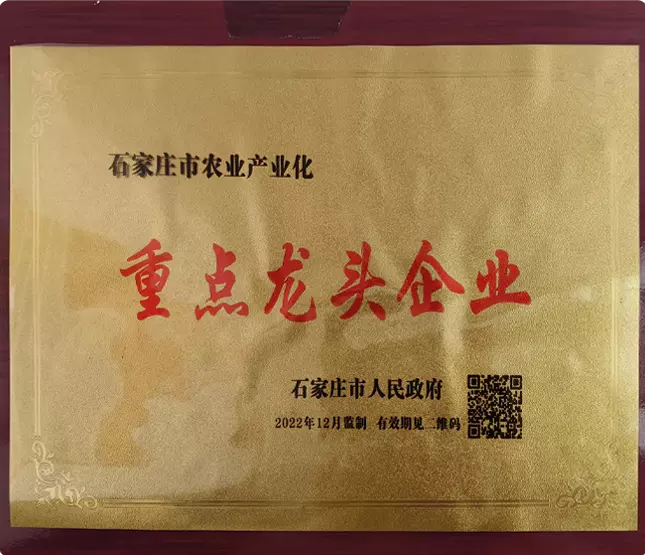 石家庄市农业产业化
重点龙头企业
石家庄市人民政府
2022年12月监制 有效期见二维码